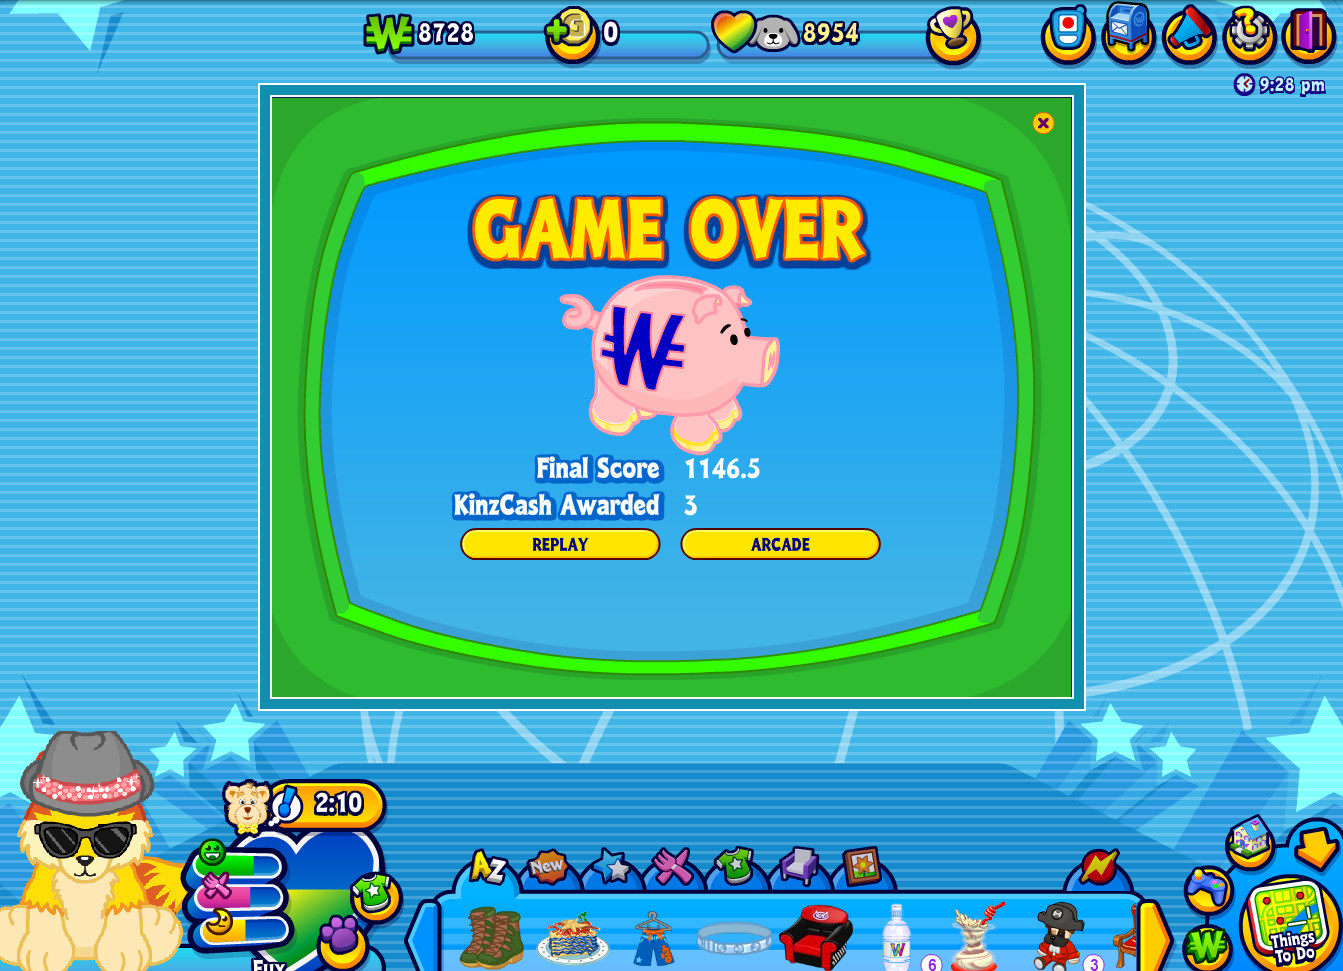 8728
0
8954
9:28 pm
GAME OVER
W
Final Score 1146.5
KinzCash Awarded 3
REPLAY
ARCADE
2:10
AZ
New
W
6
3
W
Things
To Do